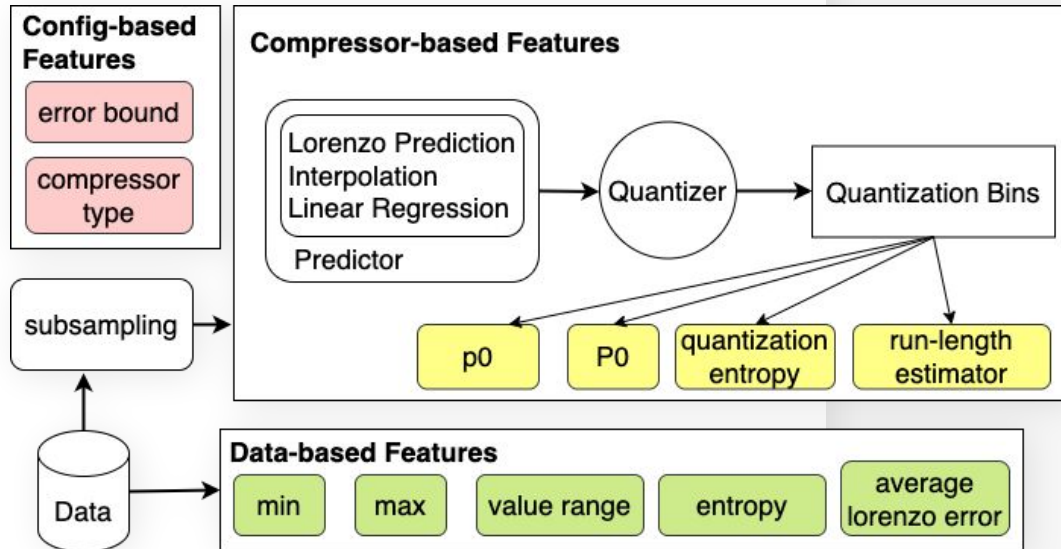 Config-based
Features
error bound
compressor
type
Compressor-based Features
Lorenzo Prediction
Interpolation
Linear Regression
Predictor
Quantizer
Quantization Bins
p0
P0
quantization
entropy
run-length
estimator
subsampling
Data
Data-based Features
min
max
value range
entropy
average
lorenzo error